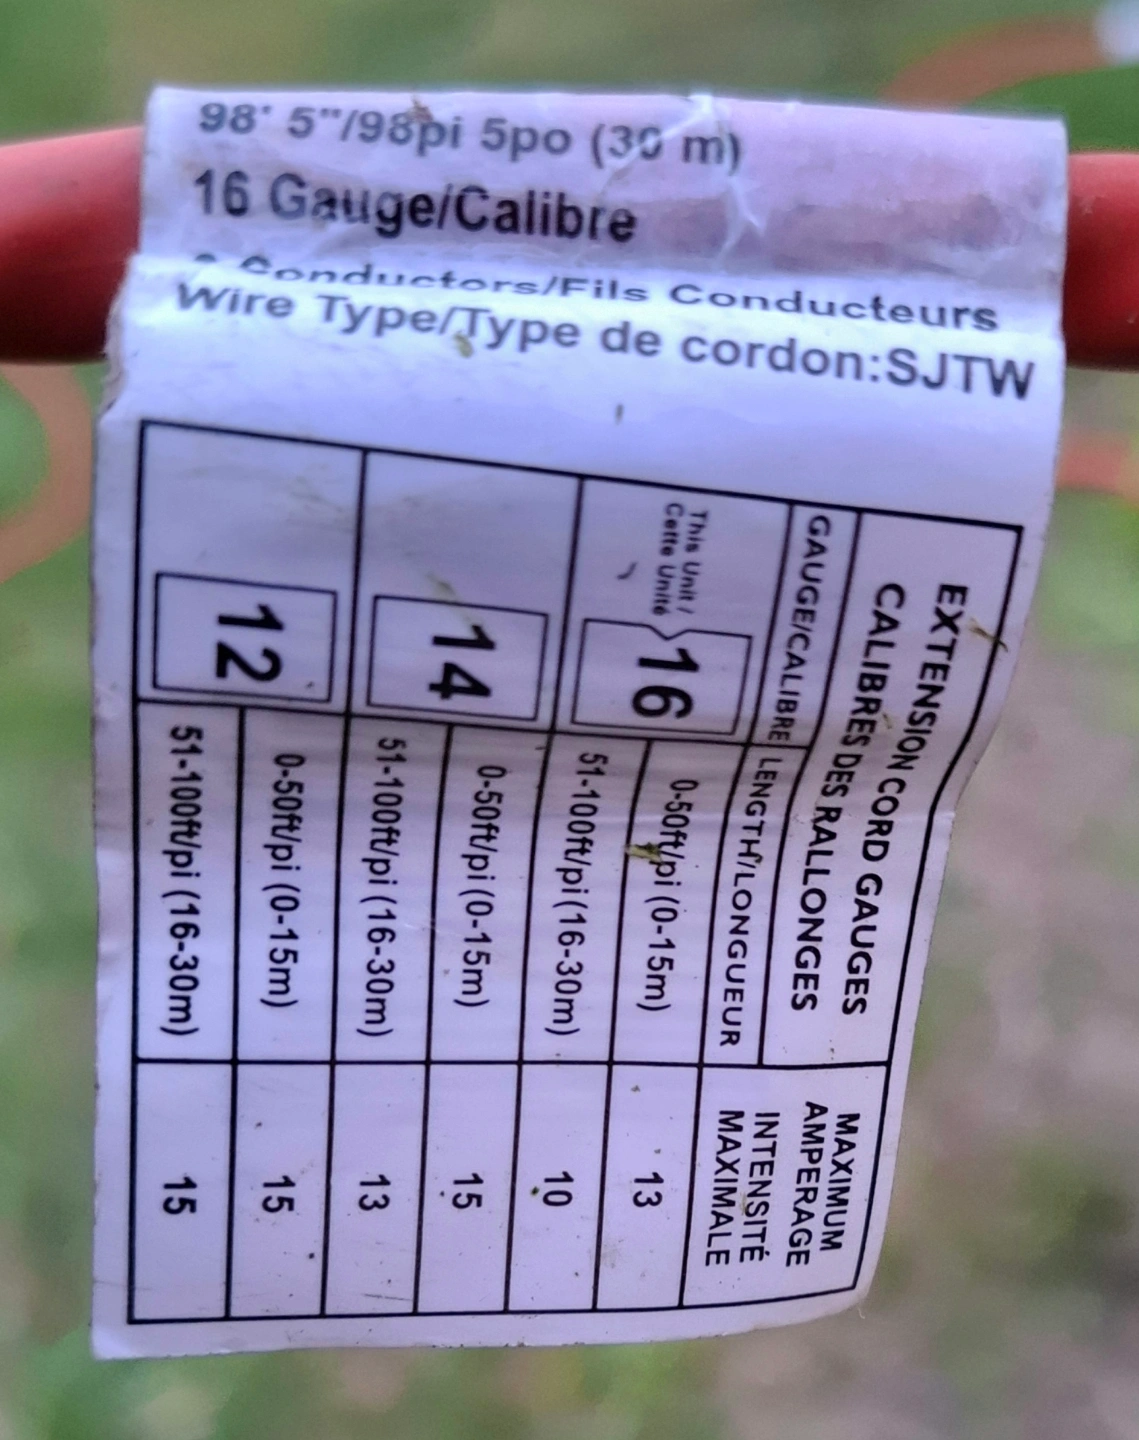 98' 5"/98pi 5po (30 m)
16 Gauge/Calibre
Conductors/Fils Conducteurs
Wire Type/Type de cordon:SJTW
EXTENSION CORD GAUGES
CALIBRES DES RALLONGES
MAXIMUM
AMPERAGE
INTENSITÉ
MAXIMALE
GAUGE/CALIBRE LENGTH/LONGUEUR
This Unit /
Cette Unité
16
0-50ft/pi (0-15m) 13
51-100ft/pi (16-30m) 10
14
0-50ft/pi (0-15m) 15
51-100ft/pi (16-30m) 13
12
0-50ft/pi (0-15m) 15
51-100ft/pi (16-30m) 15